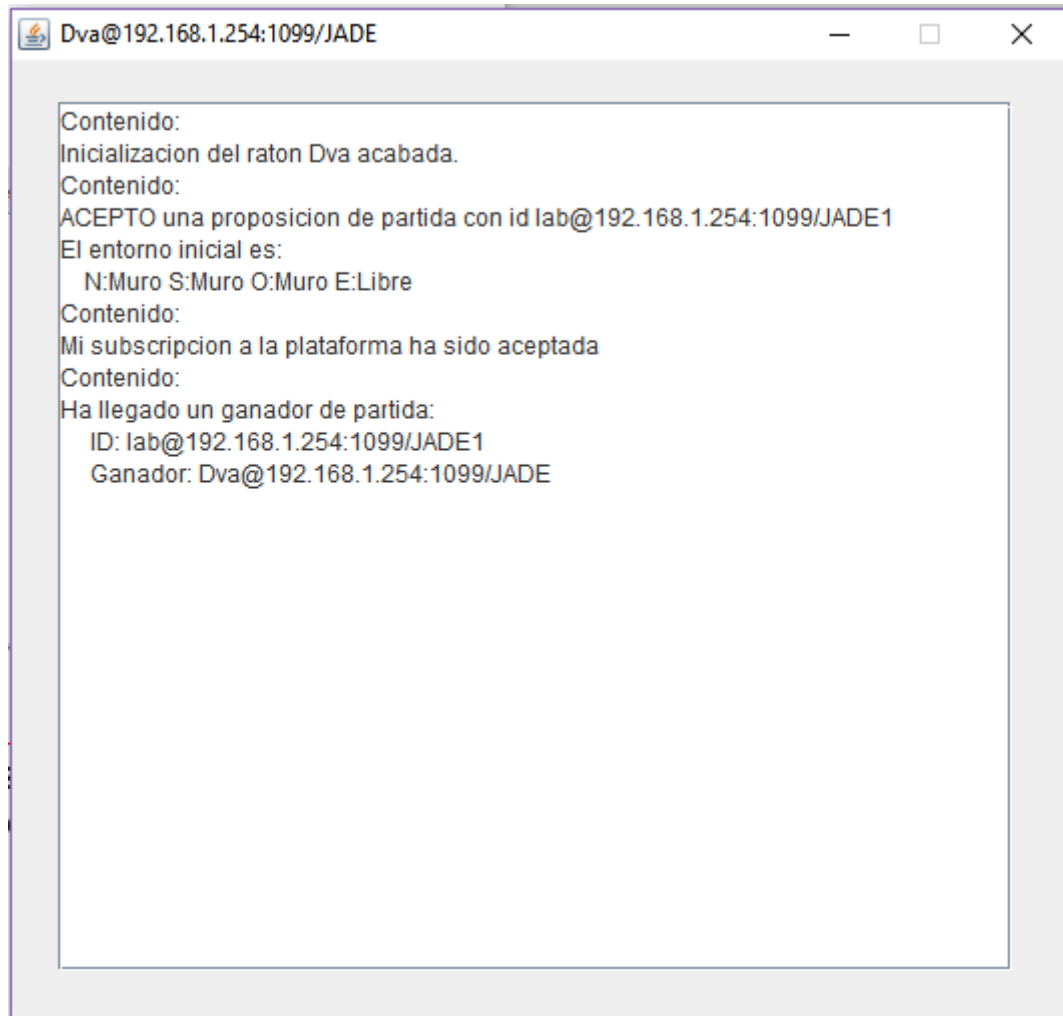 Dva@192.168.1.254:1099/JADE
Contenido:
Inicializacion del raton Dva acabada.
Contenido:
ACEPTO una proposicion de partida con id lab@192.168.1.254:1099/JADE1
El entorno inicial es:
N:Muro S:Muro O:Muro E:Libre
Contenido:
Mi subscripcion a la plataforma ha sido aceptada
Contenido:
Ha llegado un ganador de partida:
ID: lab@192.168.1.254:1099/JADE1
Ganador: Dva@192.168.1.254:1099/JADE